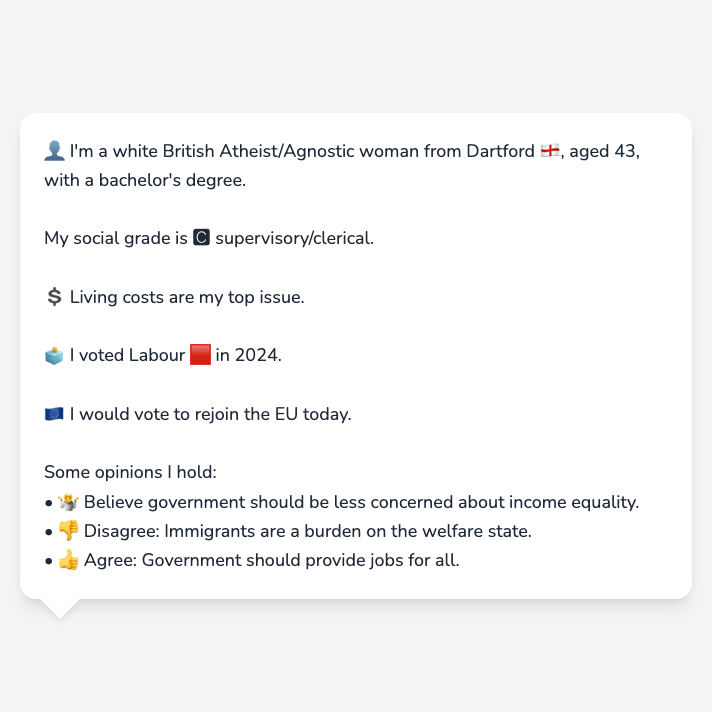 👤 I'm a white British Atheist/Agnostic woman from Dartford 🏴󠁧󠁢󠁥󠁮󠁧󠁿, aged 43,
with a bachelor's degree.
My social grade is 🅲 supervisory/clerical.
💲 Living costs are my top issue.
🗳️ I voted Labour 🟥 in 2024.
🇪🇺 I would vote to rejoin the EU today.
Some opinions I hold:
• 🤷‍♀️ Believe government should be less concerned about income equality.
• 👎 Disagree: Immigrants are a burden on the welfare state.
• 👍 Agree: Government should provide jobs for all.